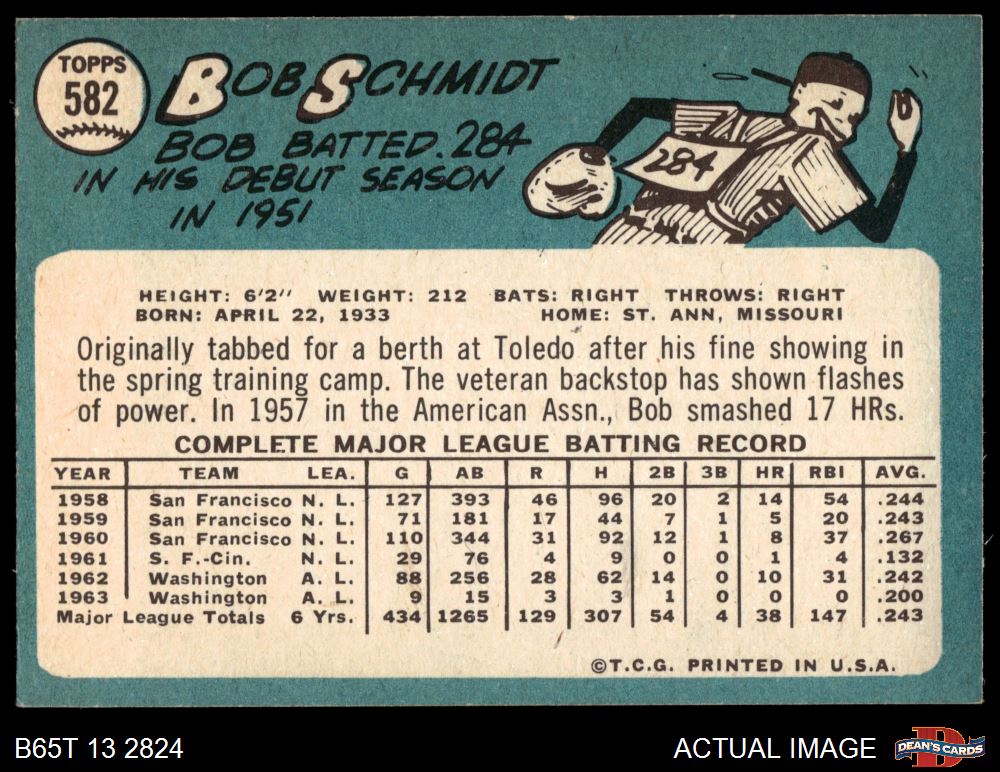 TOPPS
582
BOB SCHMIDT
BOB BATTED .284
IN HIS DEBUT SEASON
IN 1951
284
HEIGHT: 6'2" WEIGHT: 212 BATS: RIGHT THROWS: RIGHT
BORN: APRIL 22, 1933 HOME: ST. ANN, MISSOURI
Originally tabbed for a berth at Toledo after his fine showing in
the spring training camp. The veteran backstop has shown flashes
of power. In 1957 in the American Assn., Bob smashed 17 HRs.
COMPLETE MAJOR LEAGUE BATTING RECORD
YEAR TEAM LEA. G AB R H 2B 3B HR RBI AVG.
1958 San Francisco N. L. 127 393 46 96 20 2 14 54 .244
1959 San Francisco N. L. 71 181 17 44 7 1 5 20 .243
1960 San Francisco N. L. 110 344 31 92 12 1 8 37 .267
1961 S. F.-Cin. N. L. 29 76 4 9 0 0 1 4 .132
1962 Washington A. L. 88 256 28 62 14 0 10 31 .242
1963 Washington A. L. 9 15 3 3 1 0 0 0 .200
Major League Totals 6 Yrs. 434 1265 129 307 54 4 38 147 .243
©T.C.G. PRINTED IN U.S.A.
B65T 13 2824
ACTUAL IMAGE
D
DEAN'S CARDS